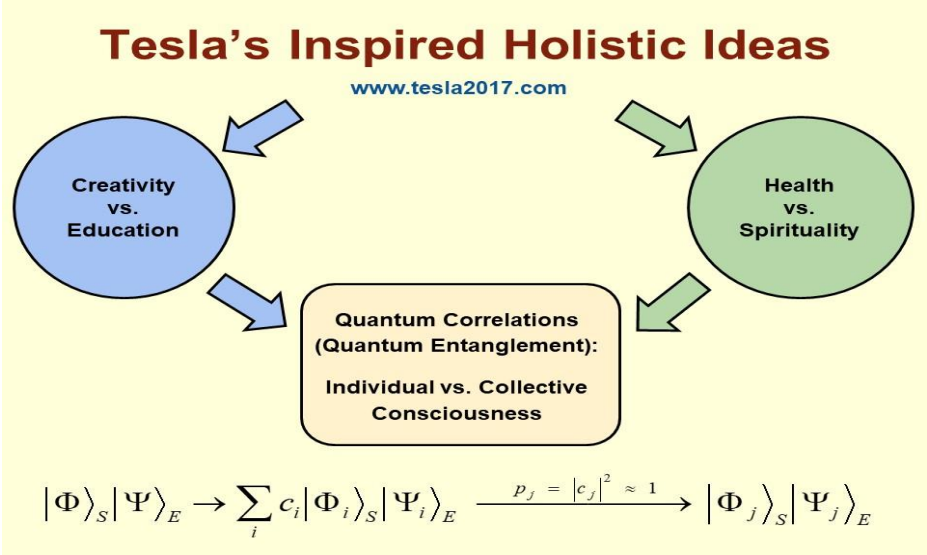 Tesla's Inspired Holistic Ideas
www.tesla2017.com
Creativity
vs.
Education
Health
vs.
Spirituality
Quantum Correlations
(Quantum Entanglement):
Individual vs. Collective
Consciousness
|Φ⟩_S|Ψ⟩_E → ∑_i c_i|Φ_i⟩_S|Ψ_i⟩_E —p_j = |c_j|² ≈ 1→ |Φ_j⟩_S|Ψ_j⟩_E